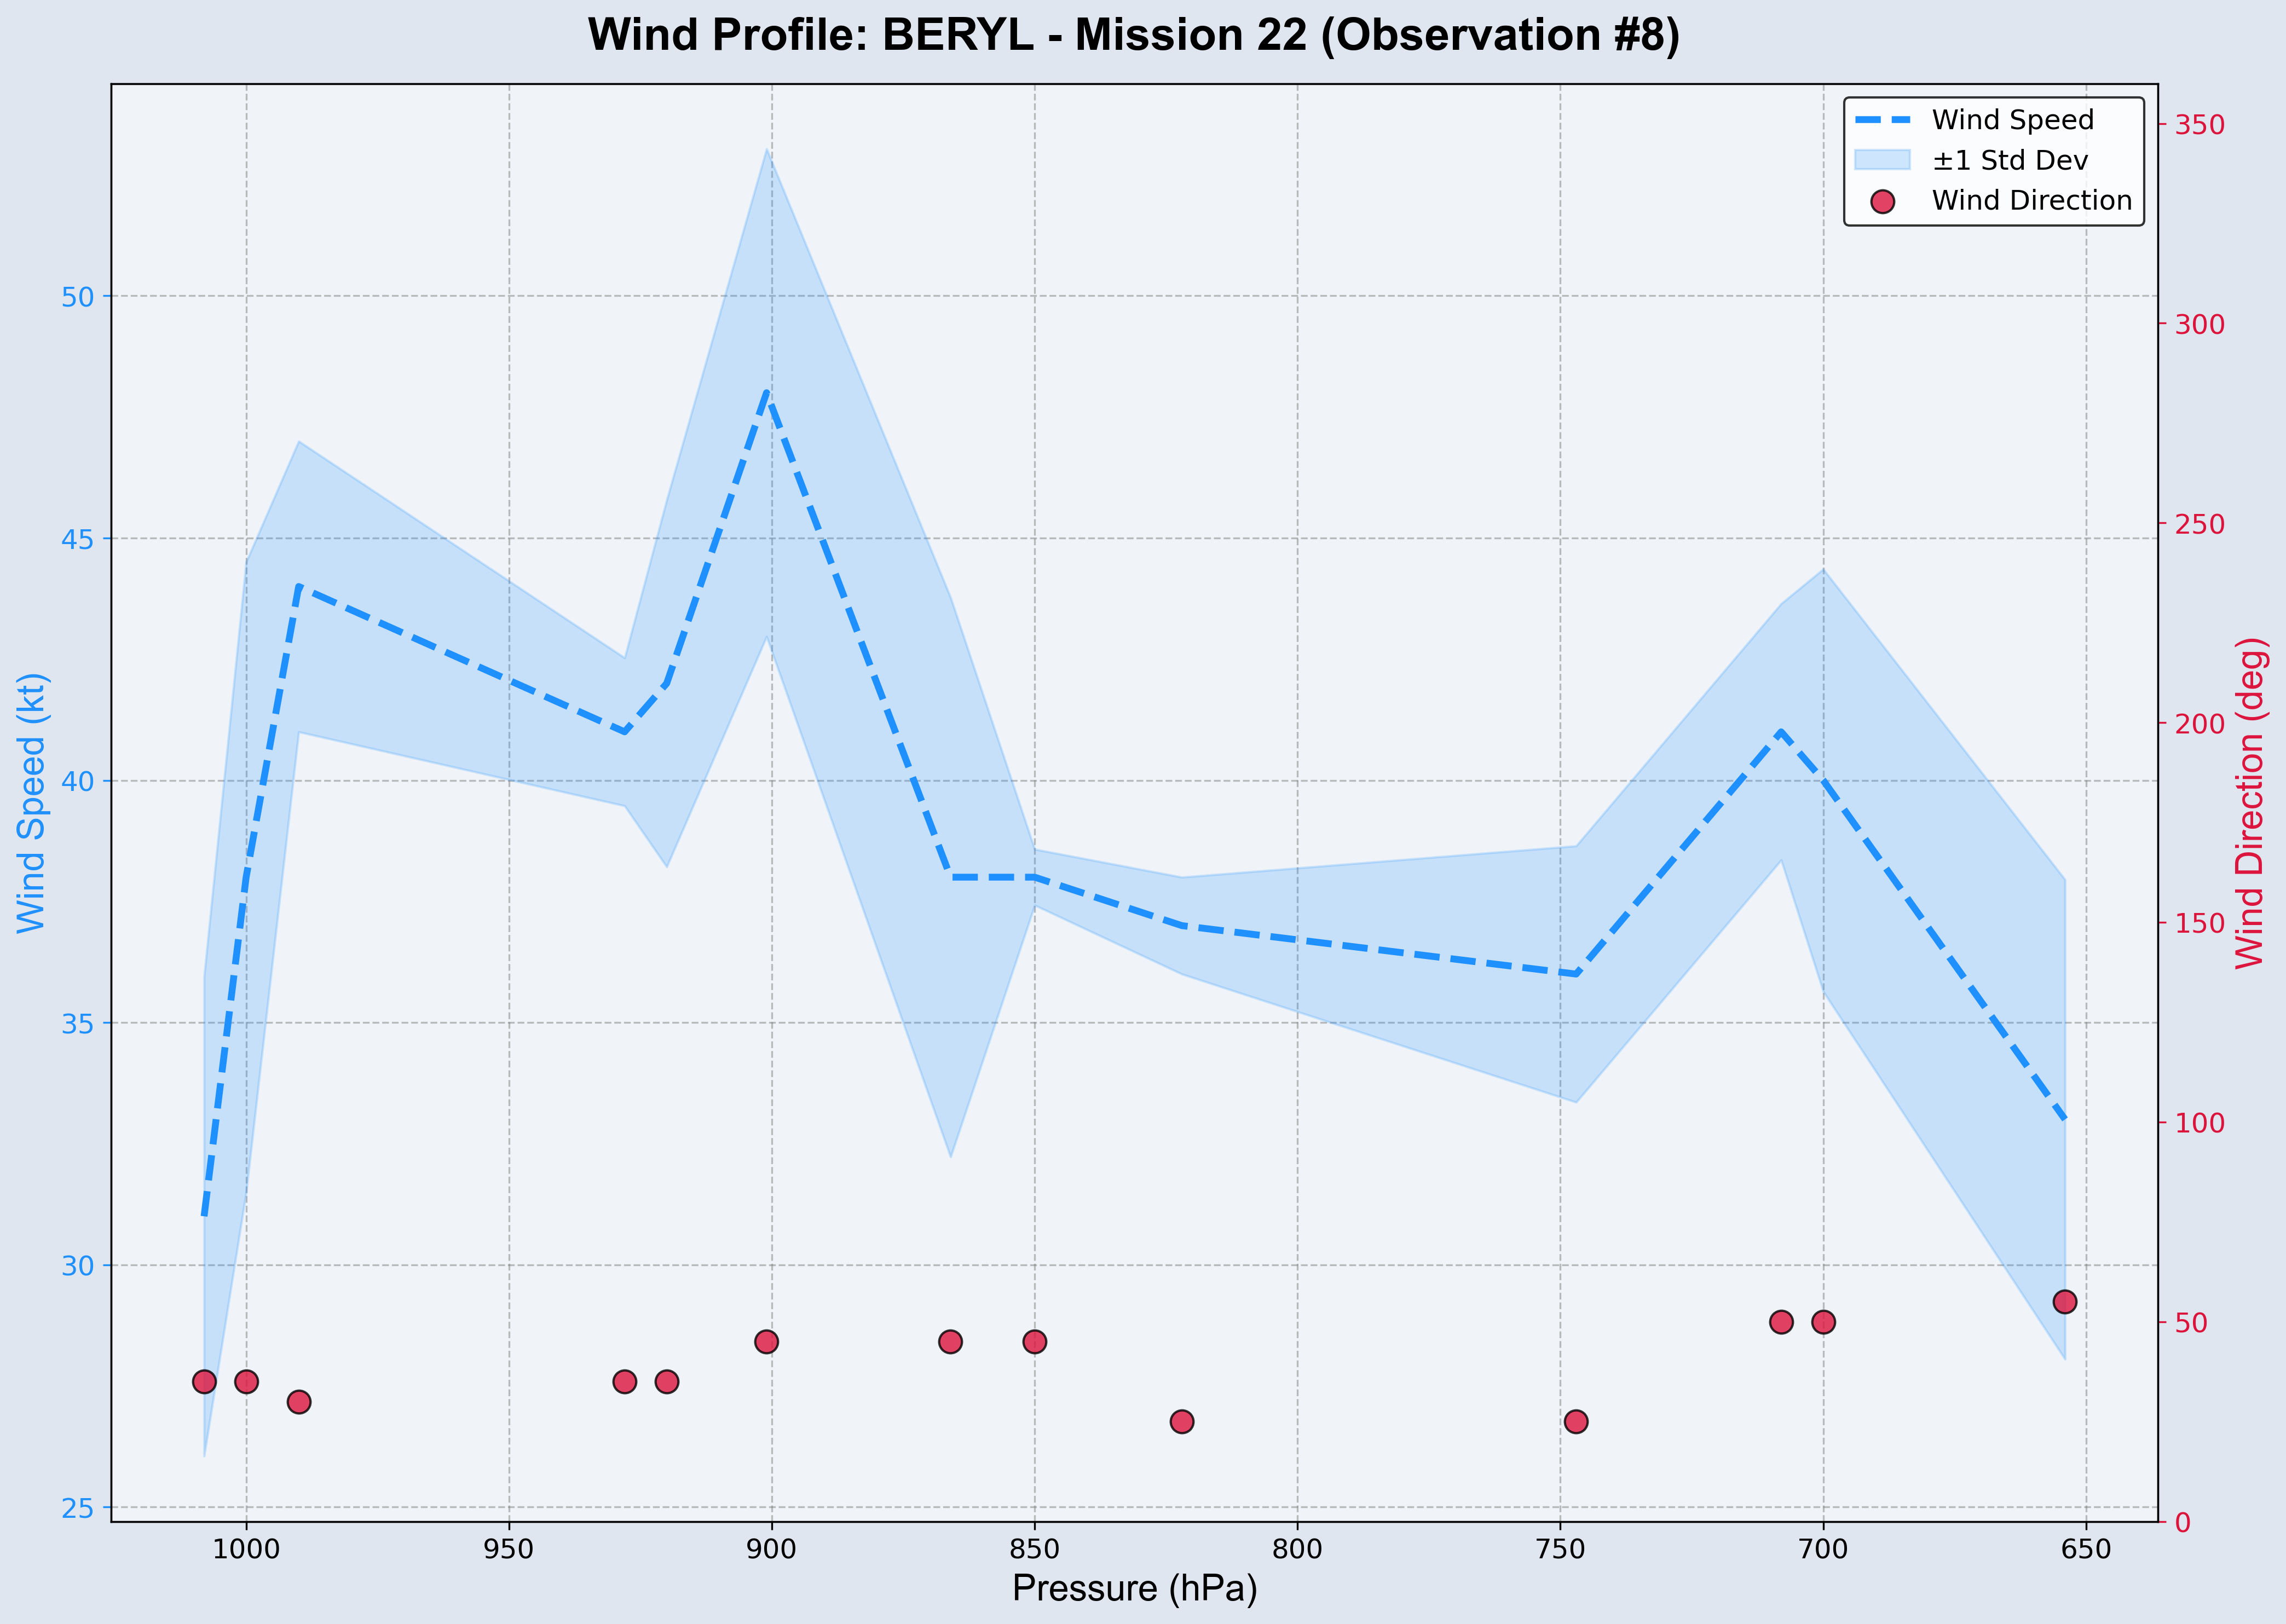 Wind Profile: BERYL - Mission 22 (Observation #8)
Wind Speed
±1 Std Dev
Wind Direction
Wind Speed (kt)
50
45
40
35
30
25
350
300
250
200
150
100
50
0
Wind Direction (deg)
1000 950 900 850 800 750 700 650
Pressure (hPa)